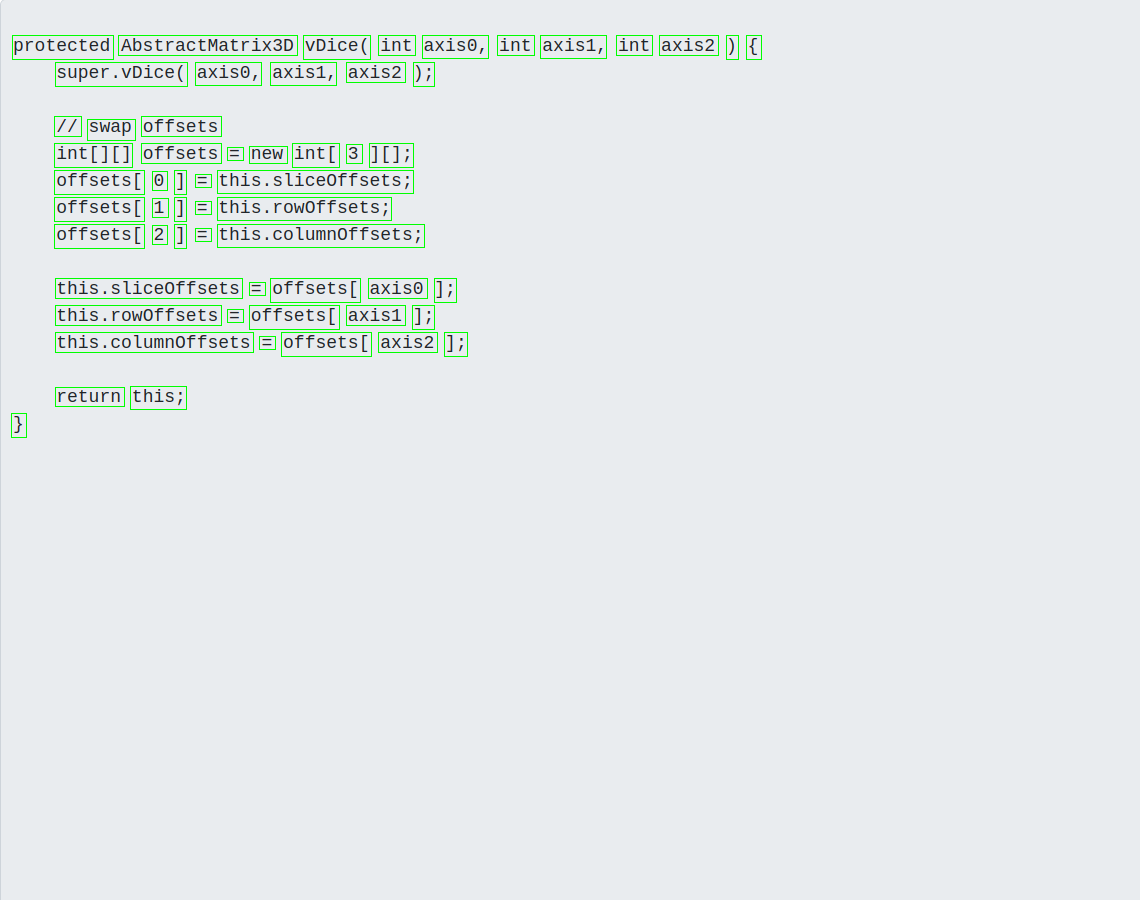 protected AbstractMatrix3D vDice( int axis0, int axis1, int axis2 ) {
super.vDice( axis0, axis1, axis2 );
// swap offsets
int[][] offsets = new int[ 3 ][];
offsets[ 0 ] = this.sliceOffsets;
offsets[ 1 ] = this.rowOffsets;
offsets[ 2 ] = this.columnOffsets;
this.sliceOffsets = offsets[ axis0 ];
this.rowOffsets = offsets[ axis1 ];
this.columnOffsets = offsets[ axis2 ];
return this;
}